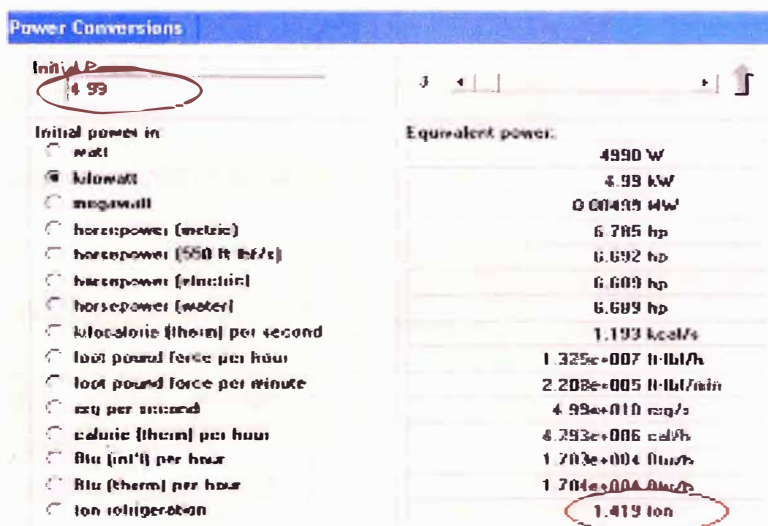 Power Conversions
4.99
3
Initial power in:
Equivalent power:
watt
4990 W
kilowatt
4.99 kW
megawatt
0.00499 MW
horsepower (metric)
6.785 hp
horsepower (550 ft lbf/s)
6.692 hp
horsepower (electric)
6.689 hp
horsepower (water)
6.689 hp
kilocalorie (therm) per second
1.193 kcal/s
foot pound force per hour
1.325e+007 ft·lbf/h
foot pound force per minute
2.208e+005 ft·lbf/min
erg per second
4.99e+010 erg/s
calorie (therm) per hour
4.293e+006 cal/h
Btu (int'l) per hour
1.703e+004 Btu/h
Btu (therm) per hour
1.704e+004 Btu/h
ton refrigeration
1.419 ton